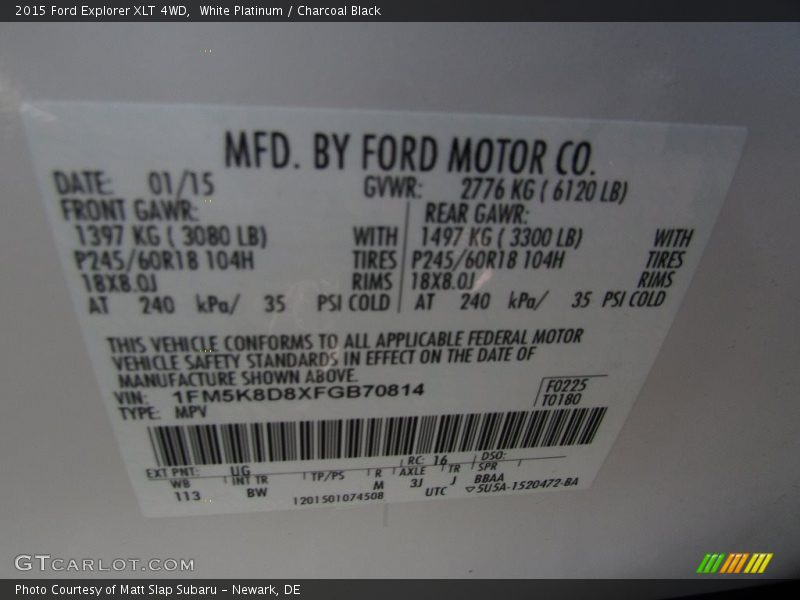 2015 Ford Explorer XLT 4WD, White Platinum / Charcoal Black
MFD. BY FORD MOTOR CO.
DATE: 01/15 GVWR: 2776 KG ( 6120 LB)
FRONT GAWR: REAR GAWR:
1397 KG ( 3080 LB) WITH 1497 KG ( 3300 LB) WITH
P245/60R18 104H TIRES P245/60R18 104H TIRES
18X8.0J RIMS 18X8.0J RIMS
AT 240 kPa/ 35 PSI COLD AT 240 kPa/ 35 PSI COLD
THIS VEHICLE CONFORMS TO ALL APPLICABLE FEDERAL MOTOR
VEHICLE SAFETY STANDARDS IN EFFECT ON THE DATE OF
MANUFACTURE SHOWN ABOVE.
VIN: 1FM5K8D8XFGB70814 F0225
TYPE: MPV T0180
EXT PNT: UG RC: 16 DSO:
WB INT TR TP/PS R AXLE TR SPR
113 BW M 3J J BBAA
1201501074508 UTC ▽5U5A-1520472-BA
GTCARLOT.COM
Photo Courtesy of Matt Slap Subaru - Newark, DE